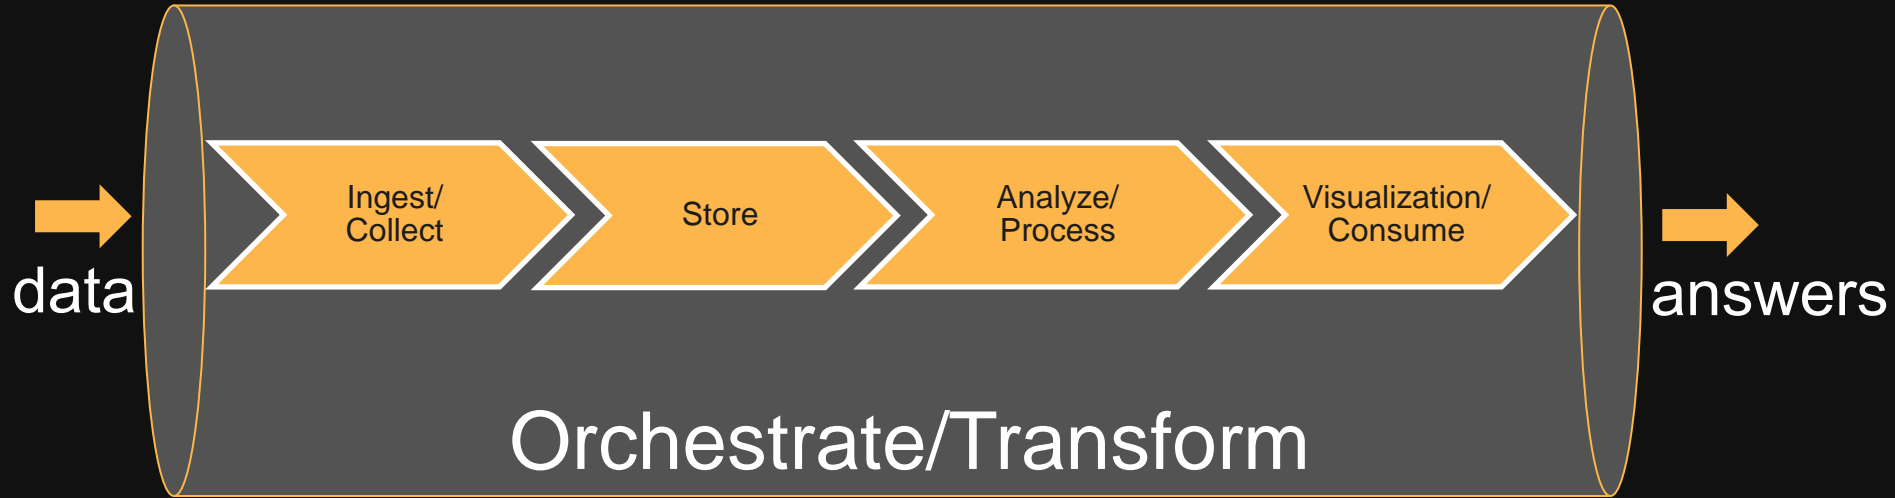 data
Ingest/
Collect
Store
Analyze/
Process
Visualization/
Consume
answers
Orchestrate/Transform